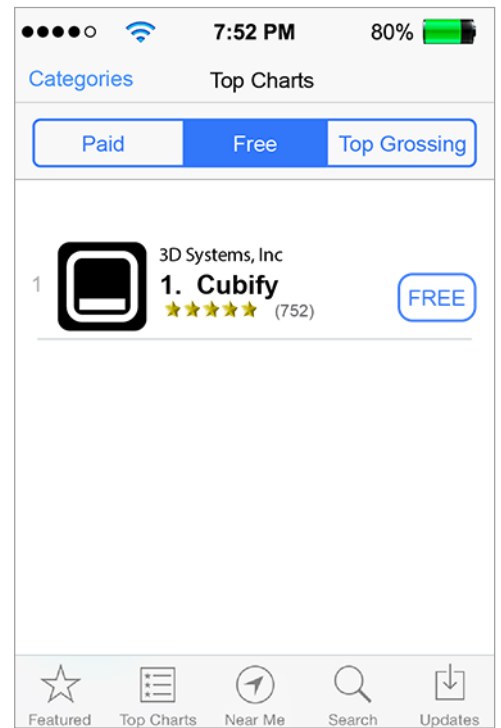 7:52 PM 80%
Categories Top Charts
Paid Free Top Grossing
3D Systems, Inc
1 1. Cubify FREE
(752)
Featured Top Charts Near Me Search Updates